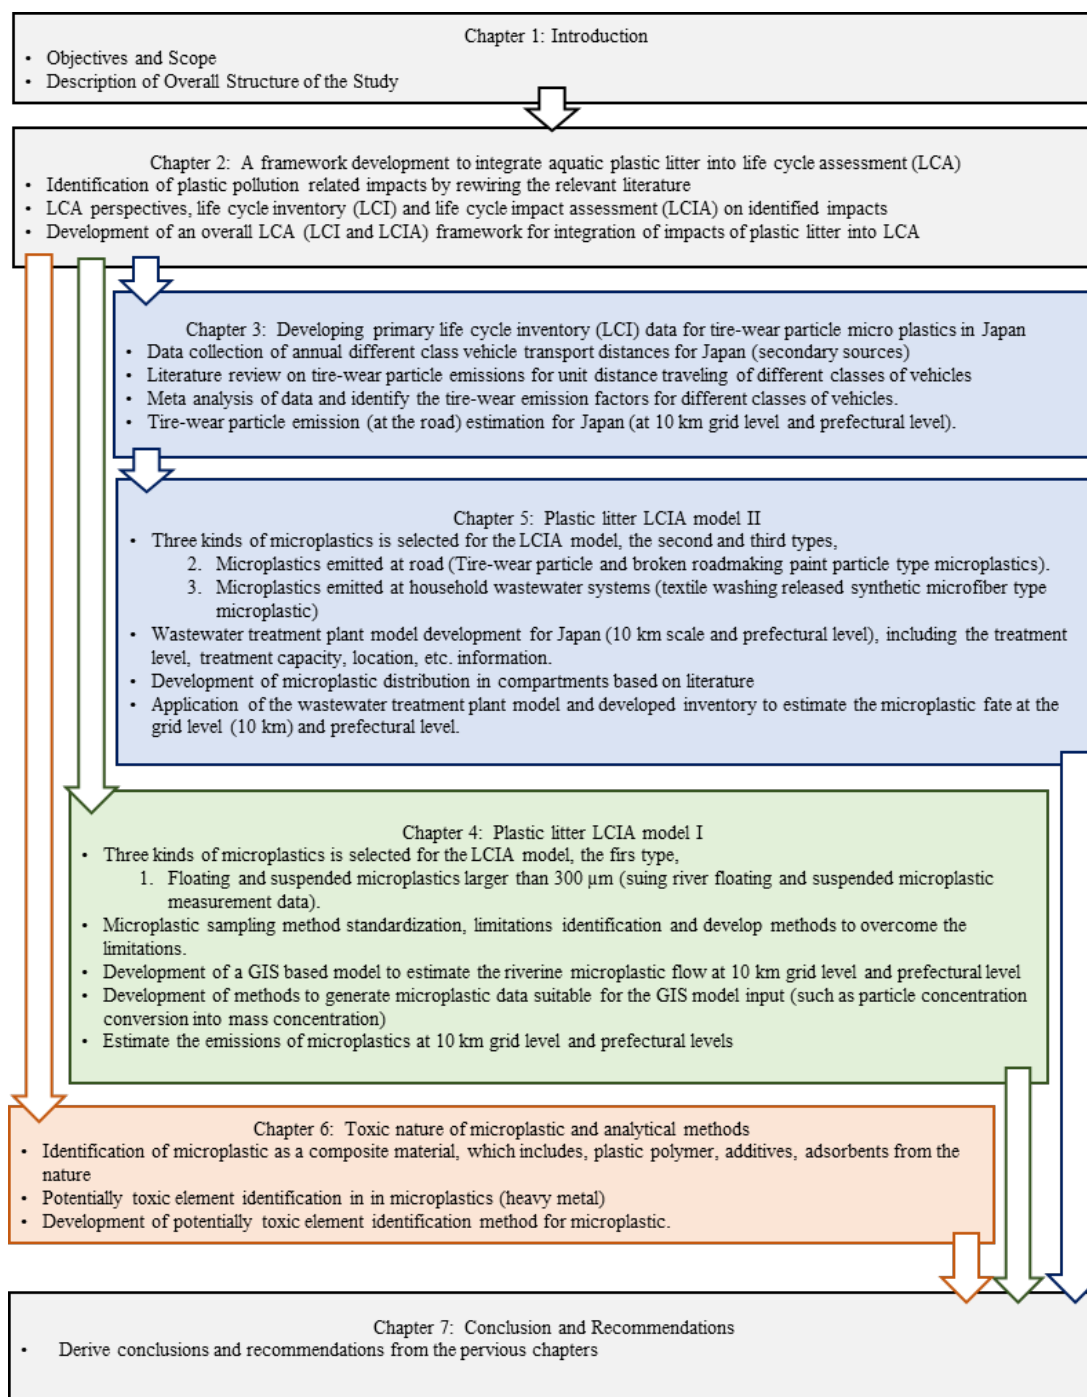 Chapter 1: Introduction
• Objectives and Scope
• Description of Overall Structure of the Study
Chapter 2: A framework development to integrate aquatic plastic litter into life cycle assessment (LCA)
• Identification of plastic pollution related impacts by rewiring the relevant literature
• LCA perspectives, life cycle inventory (LCI) and life cycle impact assessment (LCIA) on identified impacts
• Development of an overall LCA (LCI and LCIA) framework for integration of impacts of plastic litter into LCA
Chapter 3: Developing primary life cycle inventory (LCI) data for tire-wear particle micro plastics in Japan
• Data collection of annual different class vehicle transport distances for Japan (secondary sources)
• Literature review on tire-wear particle emissions for unit distance traveling of different classes of vehicles
• Meta analysis of data and identify the tire-wear emission factors for different classes of vehicles.
• Tire-wear particle emission (at the road) estimation for Japan (at 10 km grid level and prefectural level).
Chapter 5: Plastic litter LCIA model II
• Three kinds of microplastics is selected for the LCIA model, the second and third types,
2. Microplastics emitted at road (Tire-wear particle and broken roadmaking paint particle type microplastics).
3. Microplastics emitted at household wastewater systems (textile washing released synthetic microfiber type
microplastic)
• Wastewater treatment plant model development for Japan (10 km scale and prefectural level), including the treatment
level, treatment capacity, location, etc. information.
• Development of microplastic distribution in compartments based on literature
• Application of the wastewater treatment plant model and developed inventory to estimate the microplastic fate at the
grid level (10 km) and prefectural level.
Chapter 4: Plastic litter LCIA model I
• Three kinds of microplastics is selected for the LCIA model, the firs type,
1. Floating and suspended microplastics larger than 300 µm (suing river floating and suspended microplastic
measurement data).
• Microplastic sampling method standardization, limitations identification and develop methods to overcome the
limitations.
• Development of a GIS based model to estimate the riverine microplastic flow at 10 km grid level and prefectural level
• Development of methods to generate microplastic data suitable for the GIS model input (such as particle concentration
conversion into mass concentration)
• Estimate the emissions of microplastics at 10 km grid level and prefectural levels
Chapter 6: Toxic nature of microplastic and analytical methods
• Identification of microplastic as a composite material, which includes, plastic polymer, additives, adsorbents from the
nature
• Potentially toxic element identification in in microplastics (heavy metal)
• Development of potentially toxic element identification method for microplastic.
Chapter 7: Conclusion and Recommendations
• Derive conclusions and recommendations from the pervious chapters